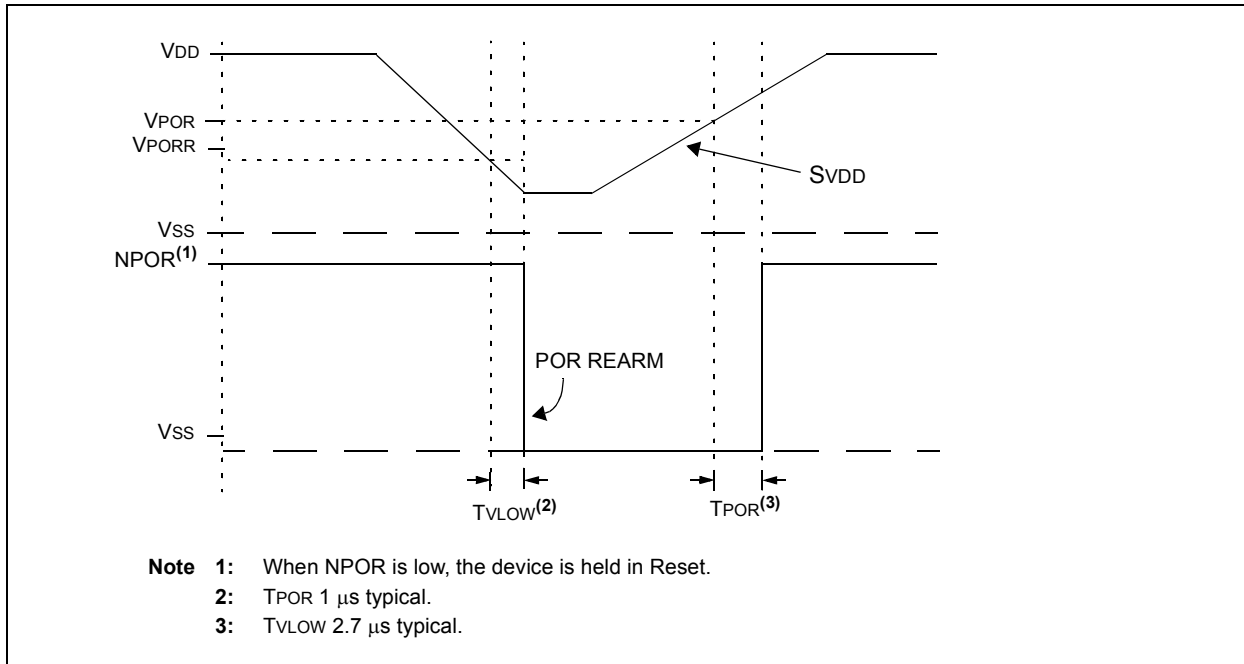 VDD
VPOR
VPORR
SVDD
VSS
NPOR(1)
POR REARM
VSS
TVLOW(2)
TPOR(3)
Note 1: When NPOR is low, the device is held in Reset.
2: TPOR 1 μs typical.
3: TVLOW 2.7 μs typical.